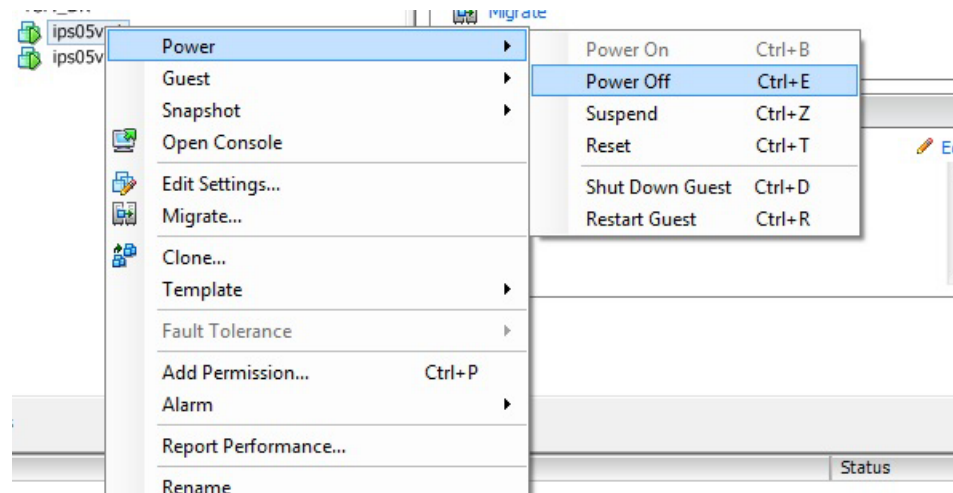 Migrate
ips05v
ips05v
Power
Guest
Snapshot
Open Console
Edit Settings...
Migrate...
Clone...
Template
Fault Tolerance
Add Permission... Ctrl+P
Alarm
Report Performance...
Rename
Power On Ctrl+B
Power Off Ctrl+E
Suspend Ctrl+Z
Reset Ctrl+T
Shut Down Guest Ctrl+D
Restart Guest Ctrl+R
Status